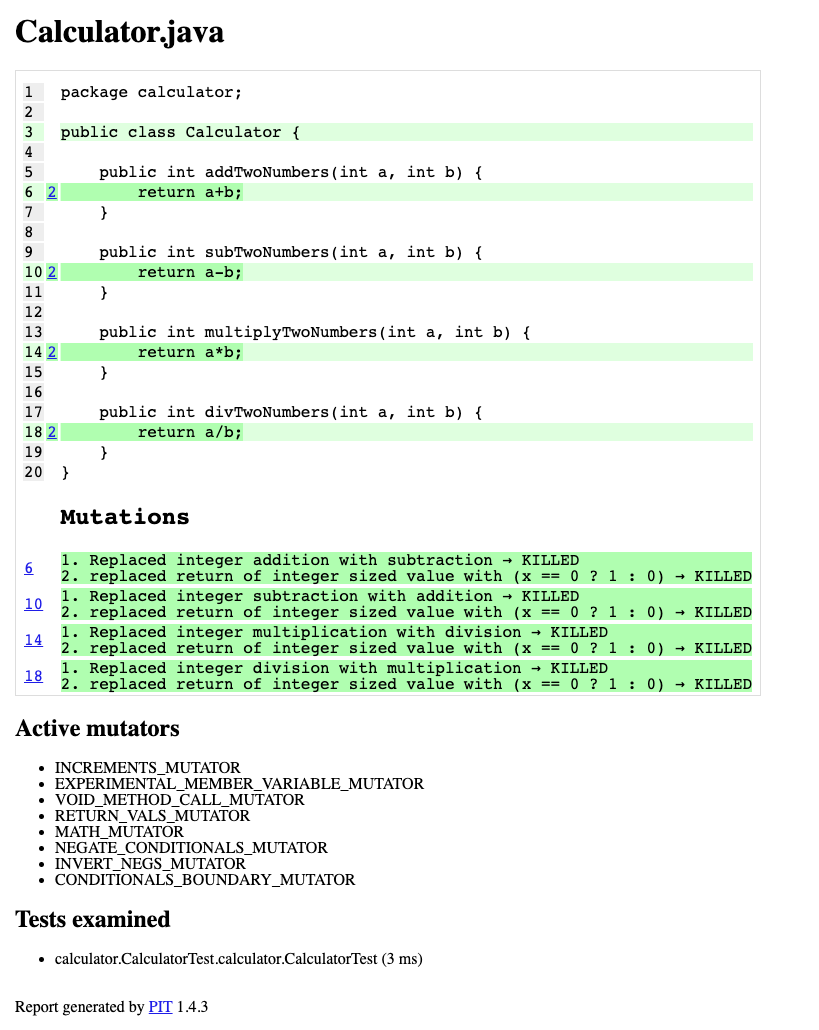 Calculator.java
1 package calculator;
2
3 public class Calculator {
4
5     public int addTwoNumbers(int a, int b) {
6 2         return a+b;
7     }
8
9     public int subTwoNumbers(int a, int b) {
10 2         return a-b;
11     }
12
13     public int multiplyTwoNumbers(int a, int b) {
14 2         return a*b;
15     }
16
17     public int divTwoNumbers(int a, int b) {
18 2         return a/b;
19     }
20 }
Mutations
6
1. Replaced integer addition with subtraction → KILLED
2. replaced return of integer sized value with (x == 0 ? 1 : 0) → KILLED
10
1. Replaced integer subtraction with addition → KILLED
2. replaced return of integer sized value with (x == 0 ? 1 : 0) → KILLED
14
1. Replaced integer multiplication with division → KILLED
2. replaced return of integer sized value with (x == 0 ? 1 : 0) → KILLED
18
1. Replaced integer division with multiplication → KILLED
2. replaced return of integer sized value with (x == 0 ? 1 : 0) → KILLED
Active mutators
• INCREMENTS_MUTATOR
• EXPERIMENTAL_MEMBER_VARIABLE_MUTATOR
• VOID_METHOD_CALL_MUTATOR
• RETURN_VALS_MUTATOR
• MATH_MUTATOR
• NEGATE_CONDITIONALS_MUTATOR
• INVERT_NEGS_MUTATOR
• CONDITIONALS_BOUNDARY_MUTATOR
Tests examined
• calculator.CalculatorTest.calculator.CalculatorTest (3 ms)
Report generated by PIT 1.4.3